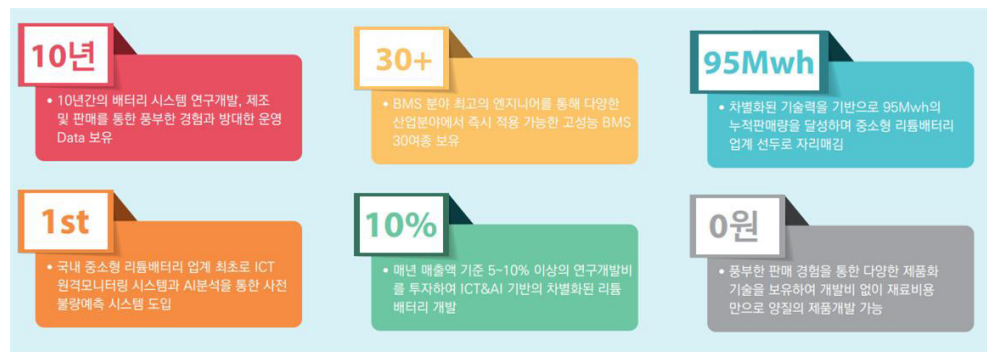 10년
• 10년간의 배터리 시스템 연구개발, 제조
및 판매를 통한 풍부한 경험과 방대한 운영
Data 보유
30+
• BMS 분야 최고의 엔지니어를 통해 다양한
산업분야에서 즉시 적용 가능한 고성능 BMS
30여종 보유
95Mwh
• 차별화된 기술력을 기반으로 95Mwh의
누적판매량을 달성하며 중소형 리튬배터리
업계 선두로 자리매김
1st
• 국내 중소형 리튬배터리 업계 최초로 ICT
원격모니터링 시스템과 AI분석을 통한 사전
불량예측 시스템 도입
10%
• 매년 매출액 기준 5~10% 이상의 연구개발비
를 투자하여 ICT&AI 기반의 차별화된 리튬
배터리 개발
0원
• 풍부한 판매 경험을 통한 다양한 제품화
기술을 보유하여 개발비 없이 재료비용
만으로 양질의 제품개발 가능